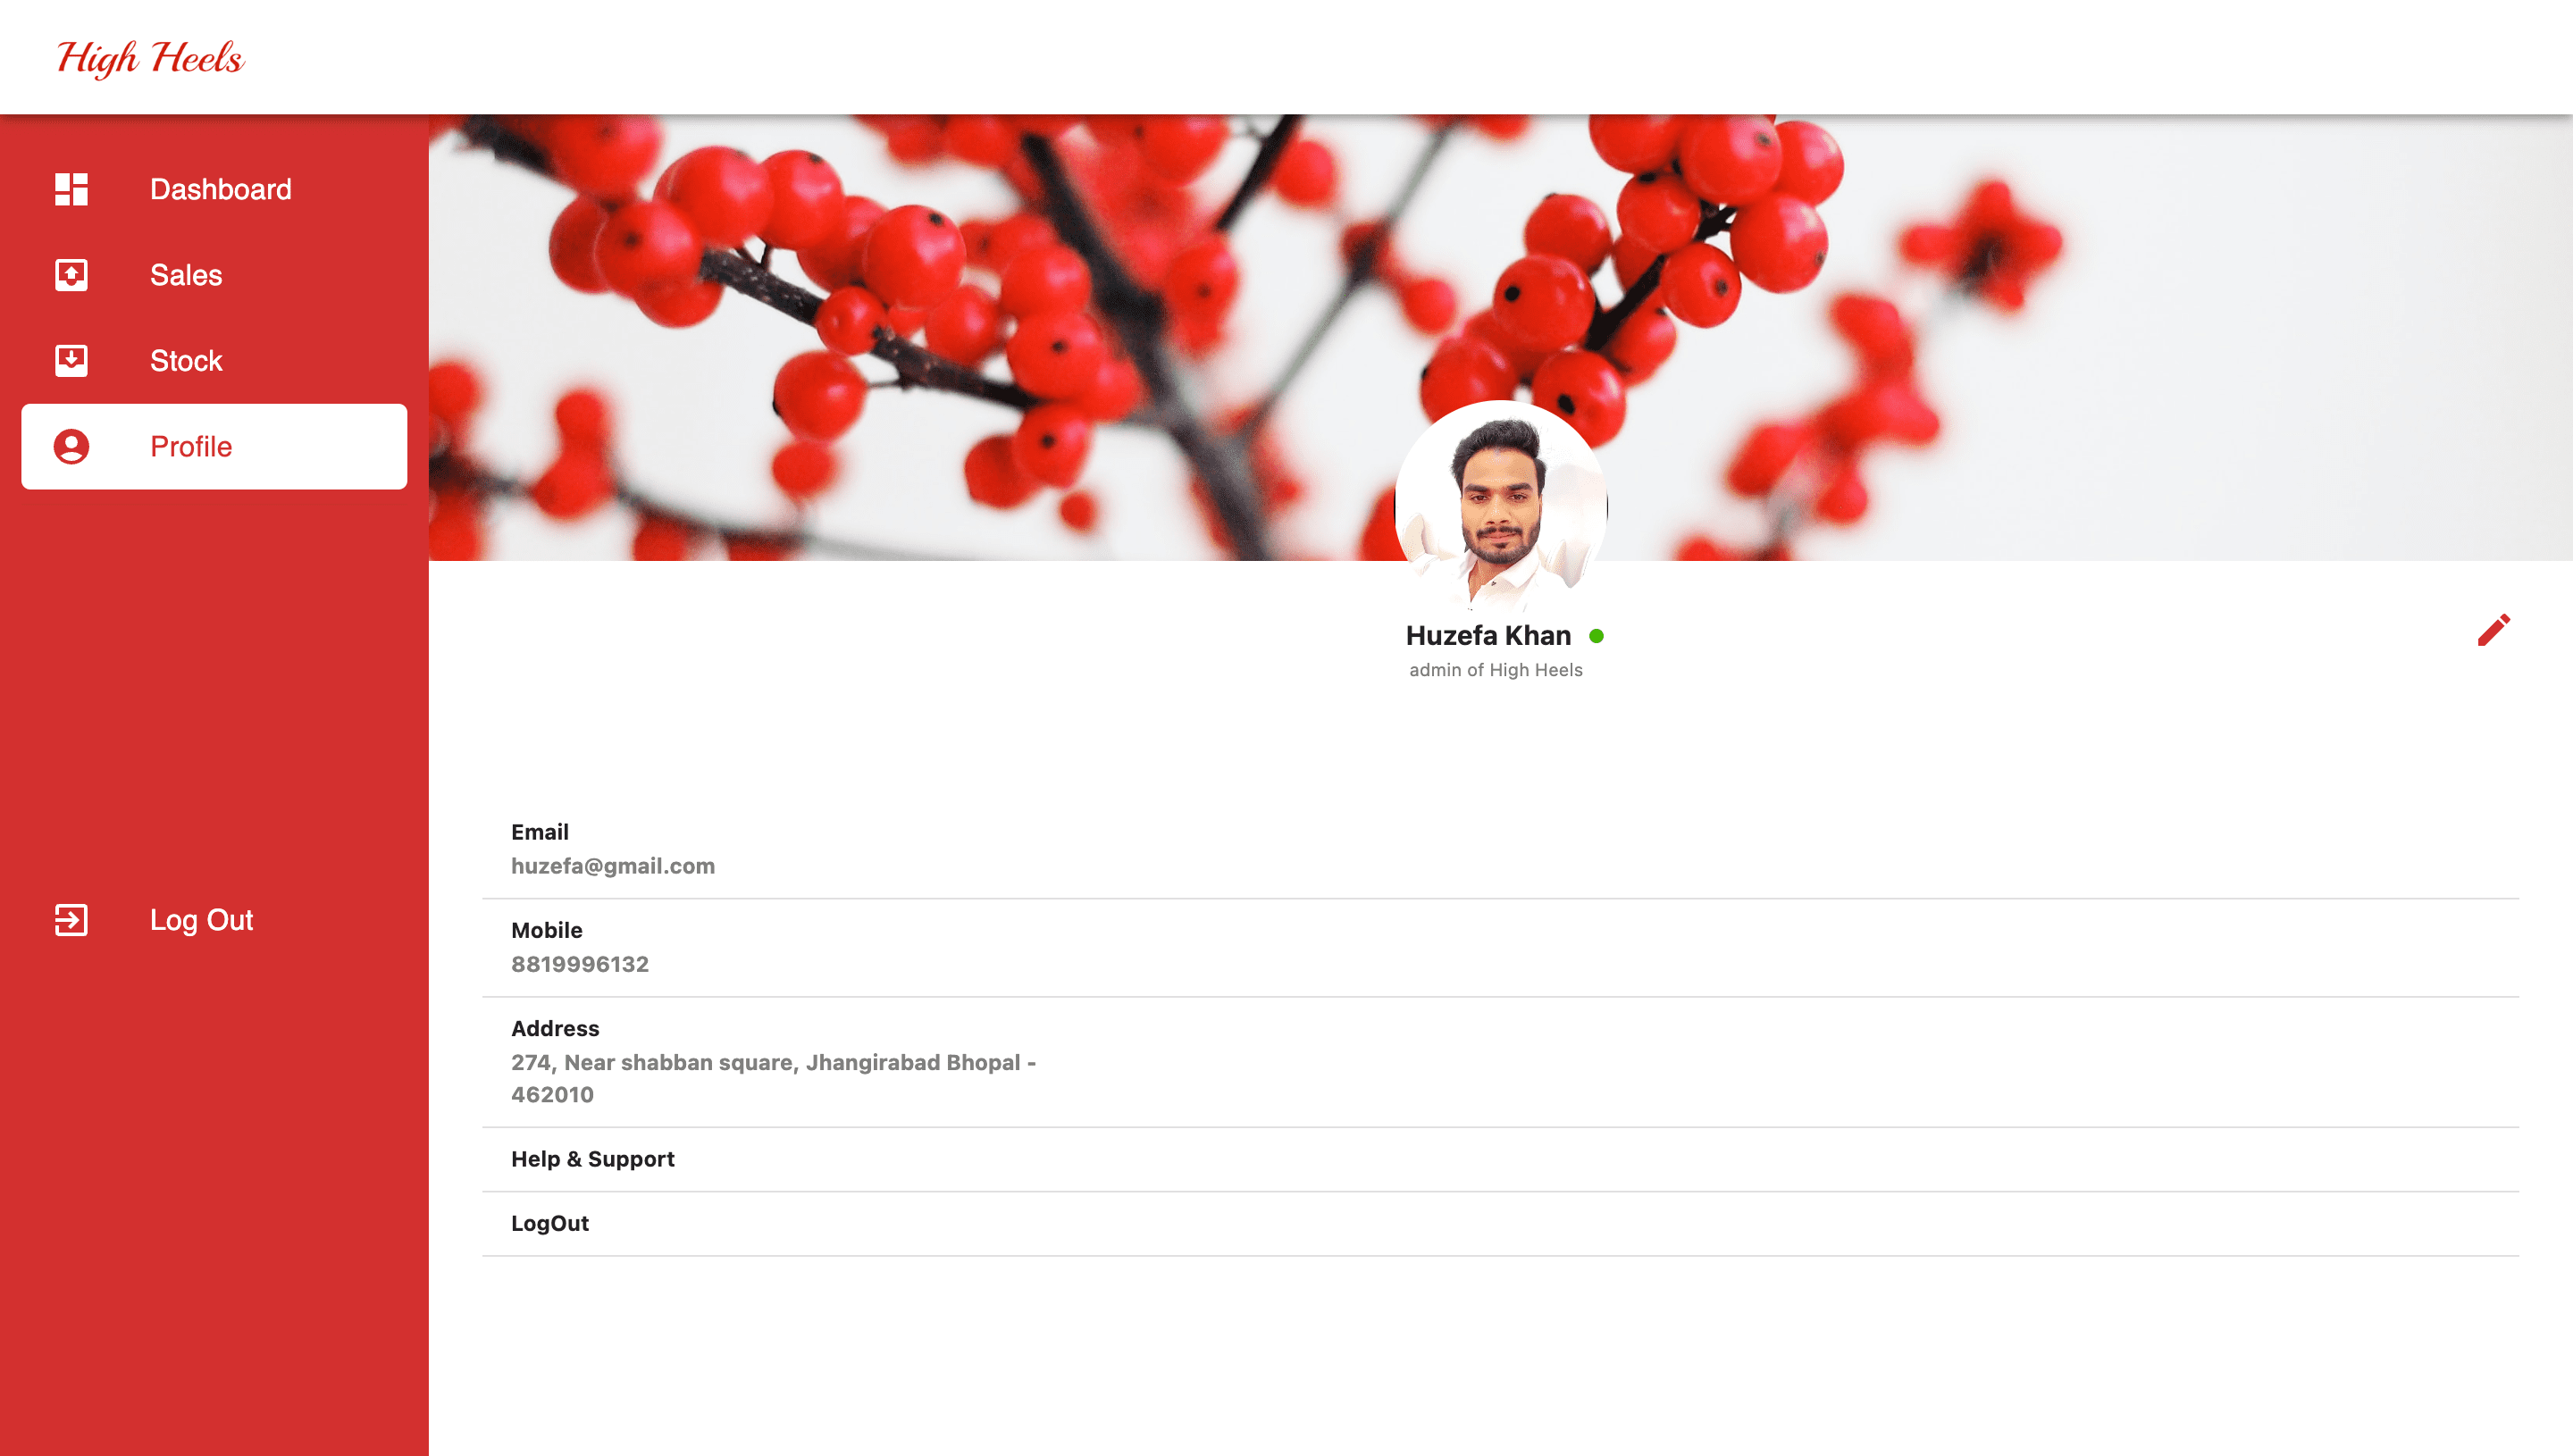 High Heels
Dashboard
Sales
Stock
Profile
Log Out
Huzefa Khan
admin of High Heels
Email
huzefa@gmail.com
Mobile
8819996132
Address
274, Near shabban square, Jhangirabad Bhopal -
462010
Help & Support
LogOut